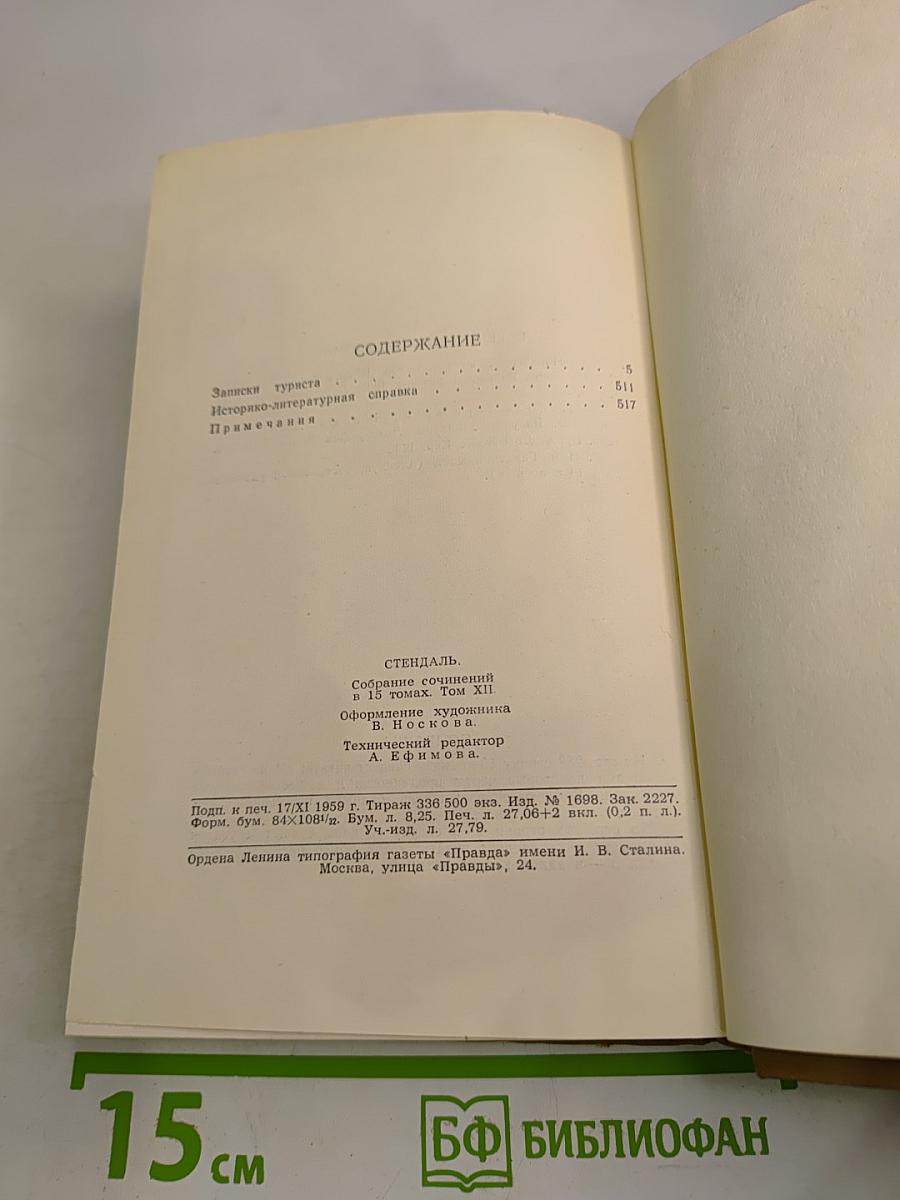 СОДЕРЖАНИЕ
Записки туриста . . . . . . . . . . . . . . . 5
Историко-литературная справка . . . . . . . . . 511
Примечания . . . . . . . . . . . . . . . 517
СТЕНДАЛЬ.
Собрание сочинений
в 15 томах. Том XII.
Оформление художника
В. Носкова.
Технический редактор
А. Ефимова.
Подп. к печ. 17/XI 1959 г. Тираж 336 500 экз. Изд. № 1698. Зак. 2227.
Форм. бум. 84×108¹/₃₂. Бум. л. 8,25. Печ. л. 27,06+2 вкл. (0,2 п. л.).
Уч.-изд. л. 27,79.
Ордена Ленина типография газеты «Правда» имени И. В. Сталина.
Москва, улица «Правды», 24.
15 см
БФ БИБЛИОФАН